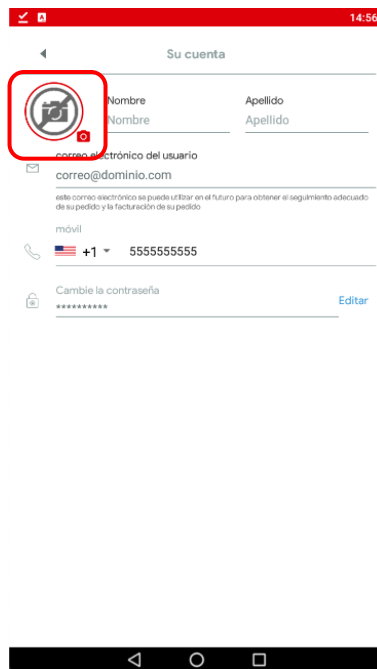 14:56
Su cuenta
Nombre Apellido
Nombre Apellido
correo electrónico del usuario
correo@dominio.com
este correo electrónico se puede utilizar en el futuro para obtener el seguimiento adecuado
de su pedido y la facturación de su pedido
móvil
+1 5555555555
Cambie la contraseña
********** Editar